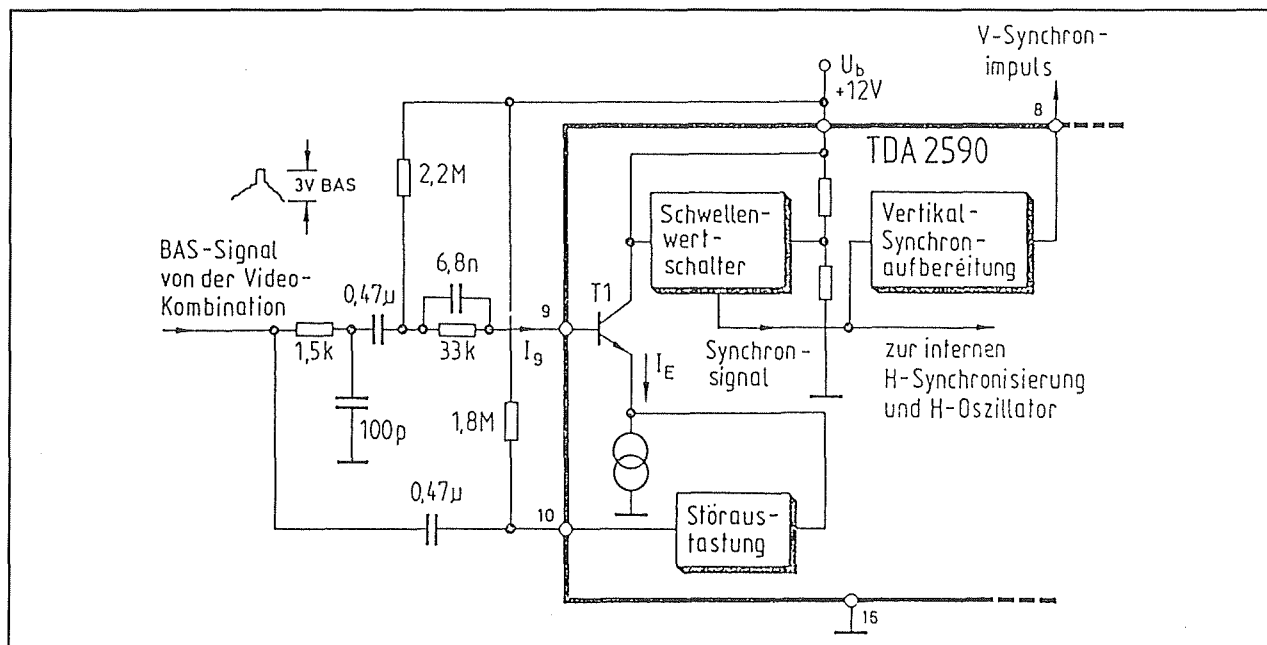 V-Synchron-
impuls
U_b
+12V
8
TDA 2590
2,2M
3V BAS
Schwellen-
wert-
schalter
Vertikal-
Synchron-
aufbereitung
BAS-Signal
von der Video-
Kombination
6,8n
0,47µ
T1
9
1,5k
33k
I_9
I_E
Synchron-
signal
zur internen
H-Synchronisierung
und H-Oszillator
100p
1,8M
0,47µ
10
Störaus-
tastung
16